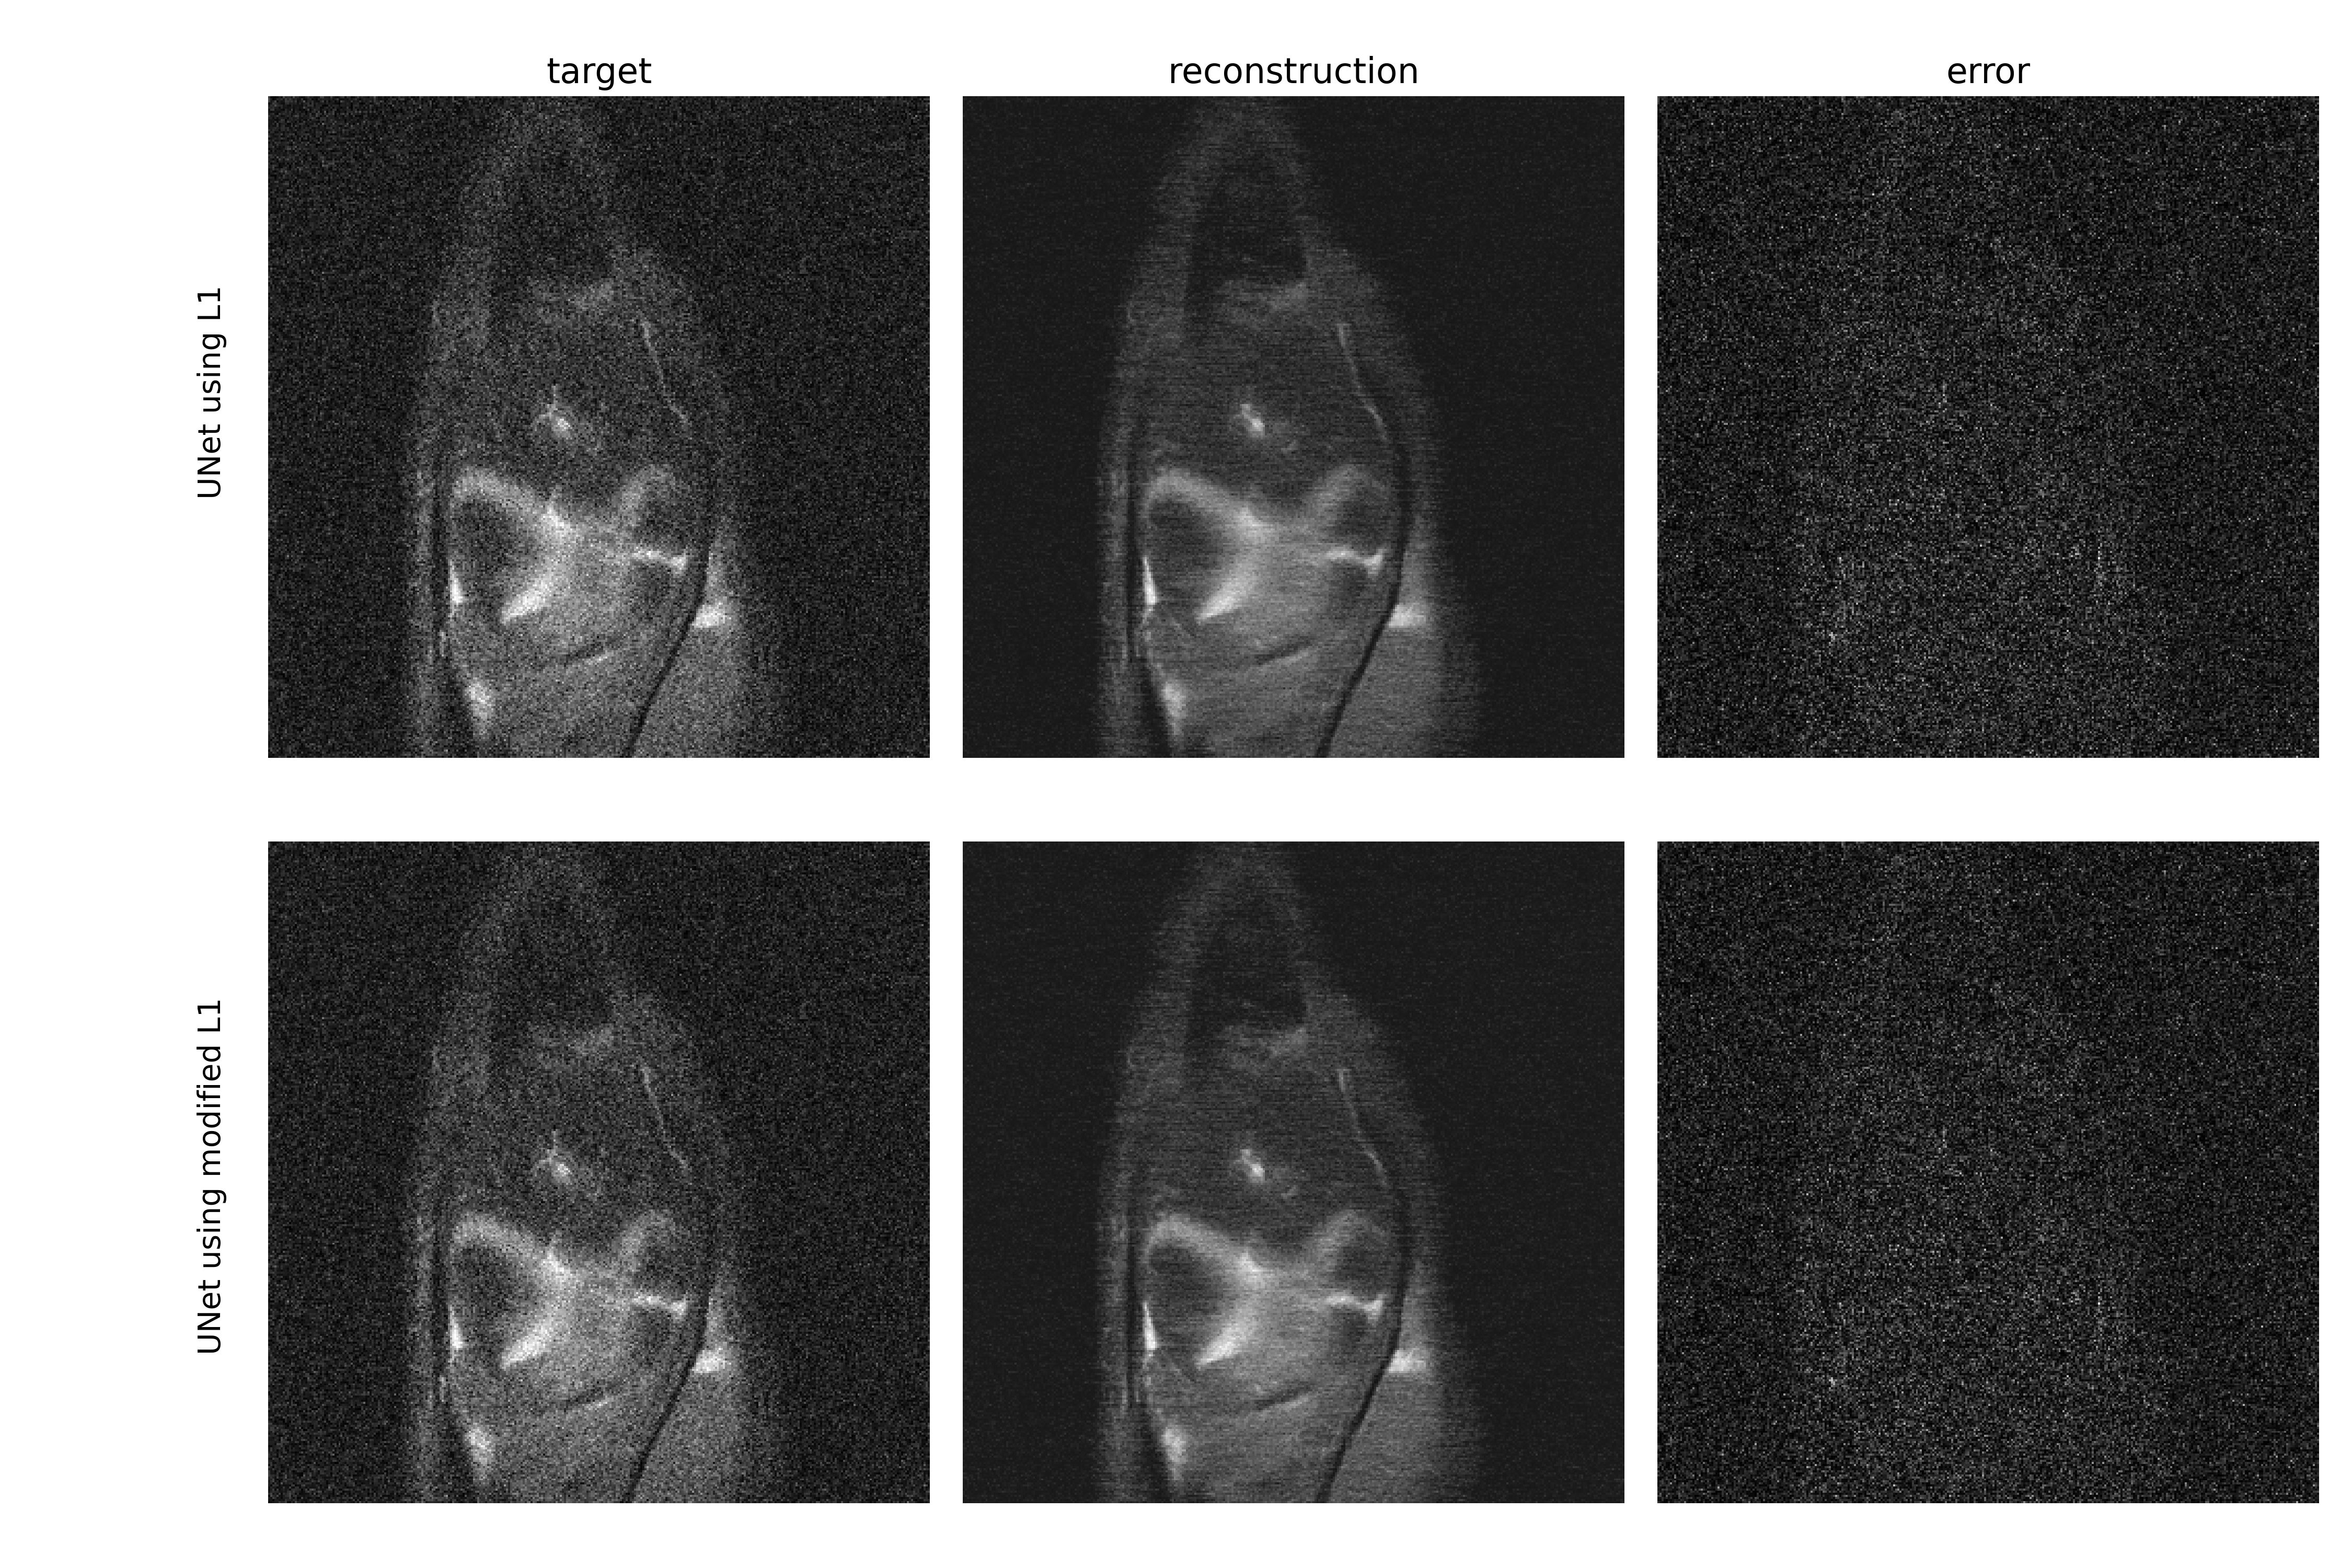 target
reconstruction
error
UNet using L1
UNet using modified L1